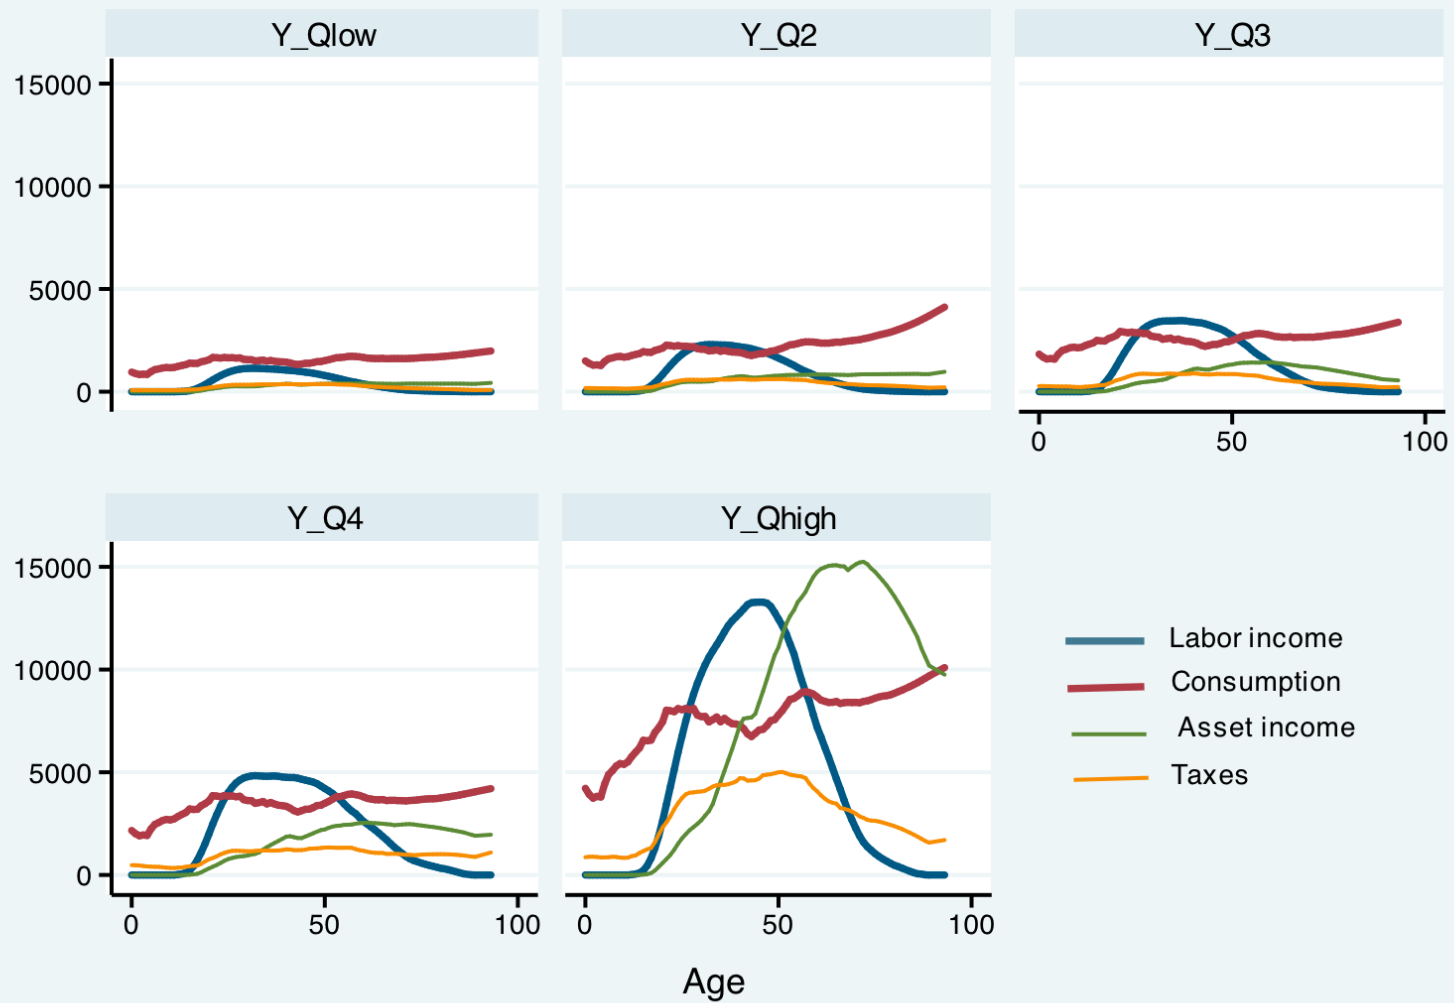 Y_Qlow
Y_Q2
Y_Q3
15000
10000
5000
0
0 50 100
Y_Q4
Y_Qhigh
15000
10000
5000
0
0 50 100
0 50 100
Labor income
Consumption
Asset income
Taxes
Age